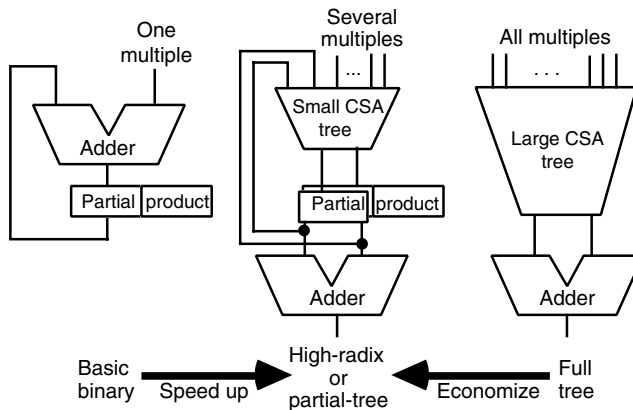 One
multiple
Adder
Partial product
Several
multiples
...
Small CSA
tree
Partial product
Adder
All multiples
. . .
Large CSA
tree
Adder
Basic
binary
Speed up
High-radix
or
partial-tree
Economize
Full
tree